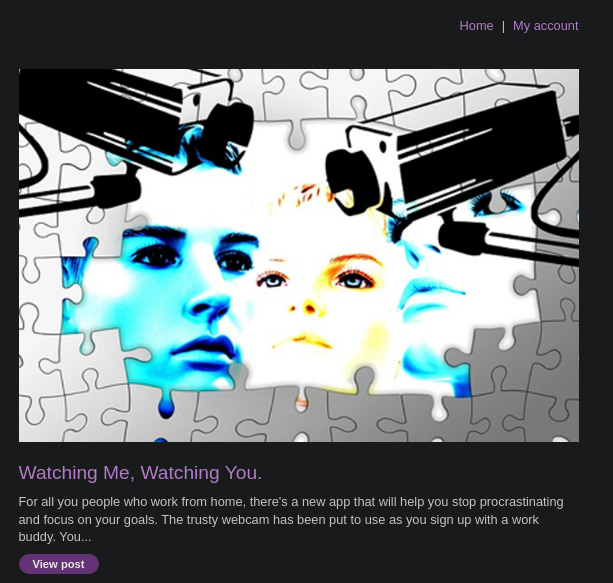 Home | My account
Watching Me, Watching You.
For all you people who work from home, there's a new app that will help you stop procrastinating
and focus on your goals. The trusty webcam has been put to use as you sign up with a work
buddy. You...
View post